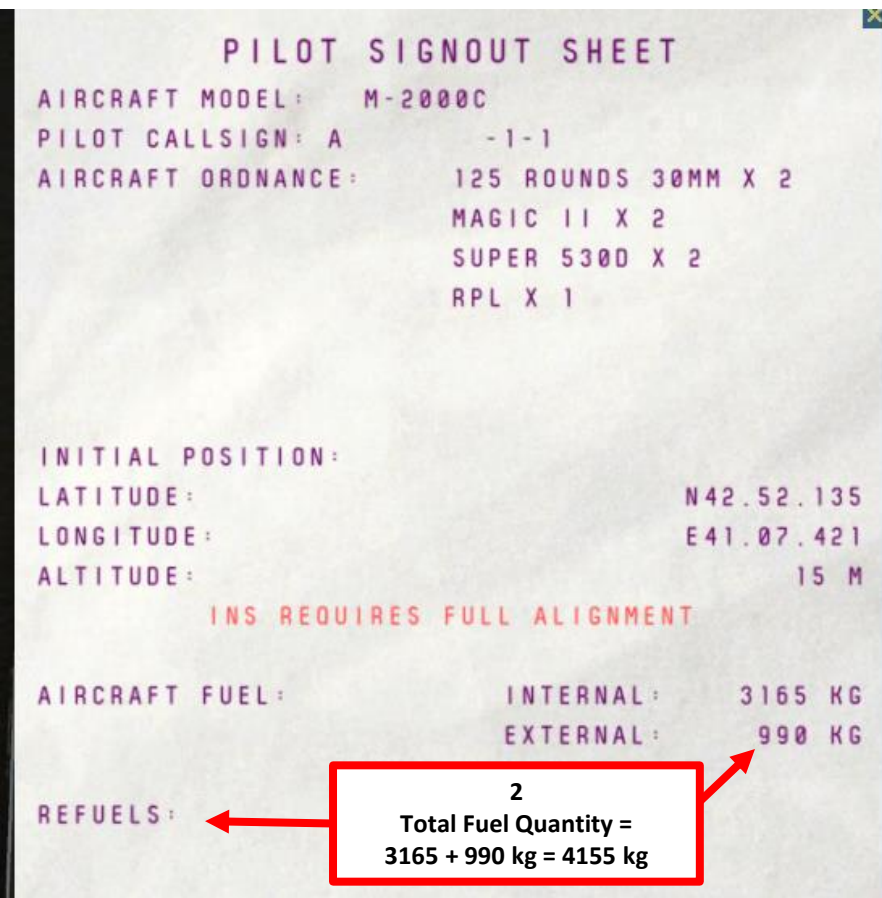 PILOT SIGNOUT SHEET
AIRCRAFT MODEL: M-2000C
PILOT CALLSIGN: A -1-1
AIRCRAFT ORDNANCE: 125 ROUNDS 30MM X 2
MAGIC II X 2
SUPER 530D X 2
RPL X 1
INITIAL POSITION:
LATITUDE: N42.52.135
LONGITUDE: E41.07.421
ALTITUDE: 15 M
INS REQUIRES FULL ALIGNMENT
AIRCRAFT FUEL: INTERNAL: 3165 KG
EXTERNAL: 990 KG
REFUELS:
2
Total Fuel Quantity =
3165 + 990 kg = 4155 kg